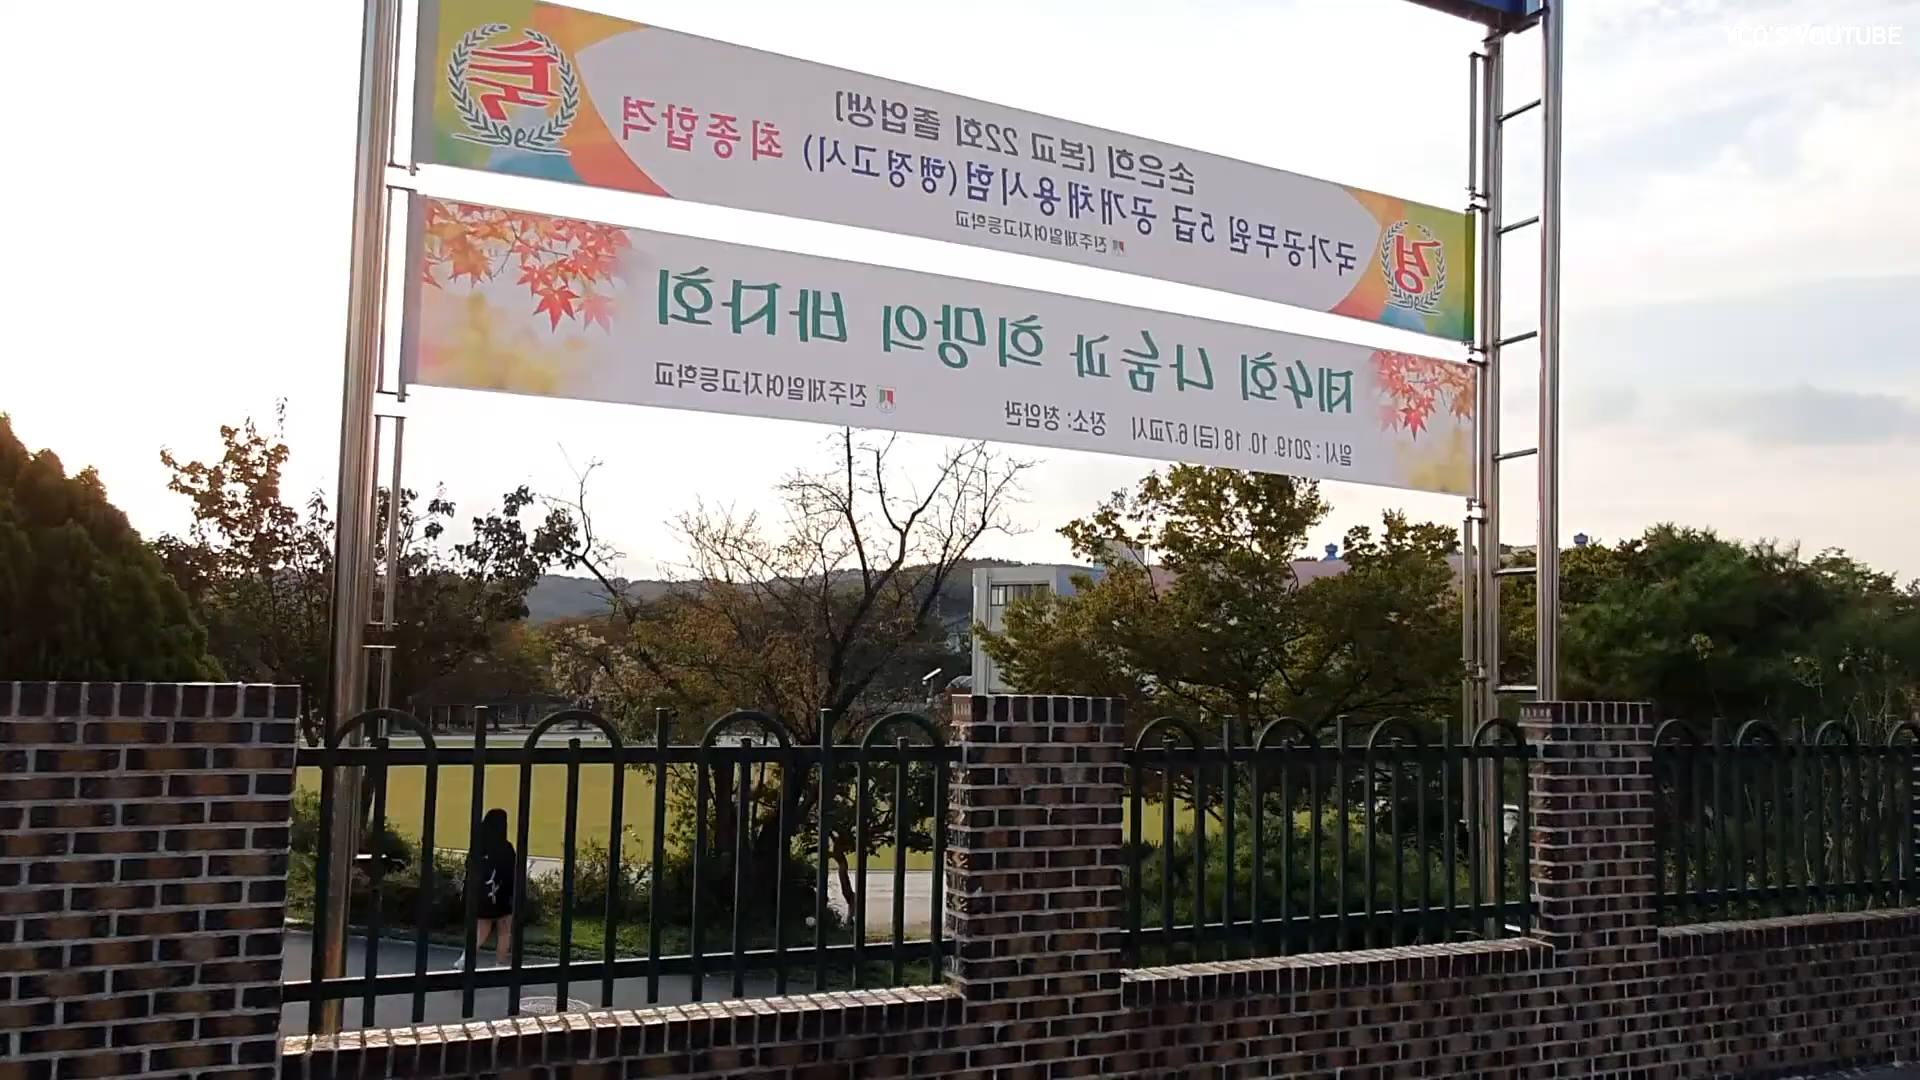 YCQ'S YOUTUBE
경 축
손은희 (본교 22회 졸업생)
국가공무원 5급 공개채용시험(행정고시) 최종합격
진주제일여자고등학교
제4회 나눔과 희망의 바자회
일시 : 2019. 10. 18 (금) 6.7교시 장소: 청암관
진주제일여자고등학교